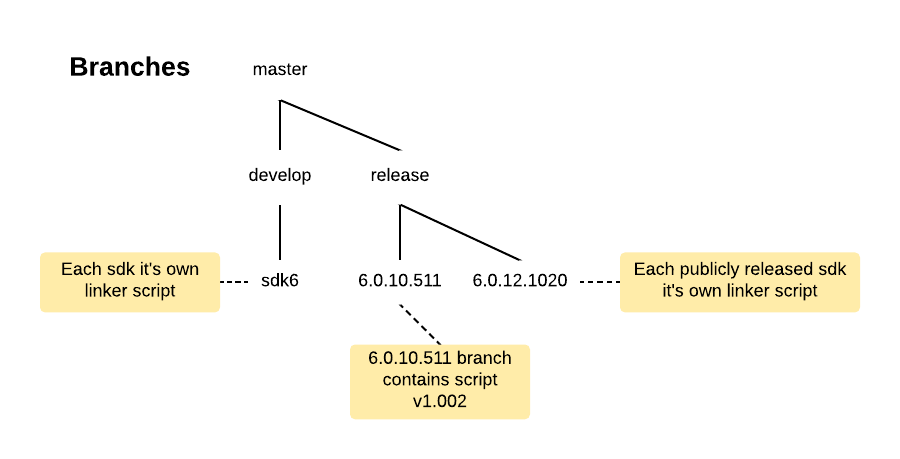 Branches
master
develop
release
Each sdk it's own
linker script
sdk6
6.0.10.511
6.0.12.1020
Each publicly released sdk
it's own linker script
6.0.10.511 branch
contains script
v1.002